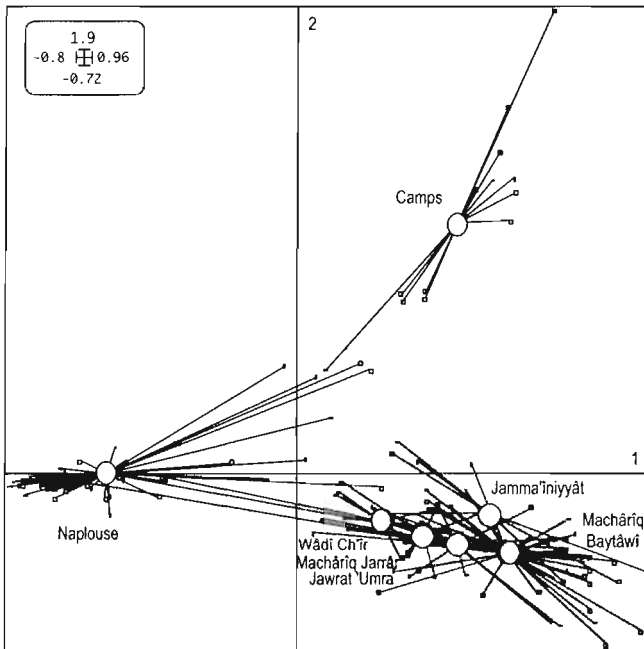 2
1.9
-0.8 0.96
-0.72
Camps
1
Jamma'îniyyât
Machârîq
Baytâwî
Naplouse
Wâdî Ch'îr
Machârîq Jarrâr
Jawrat 'Umra